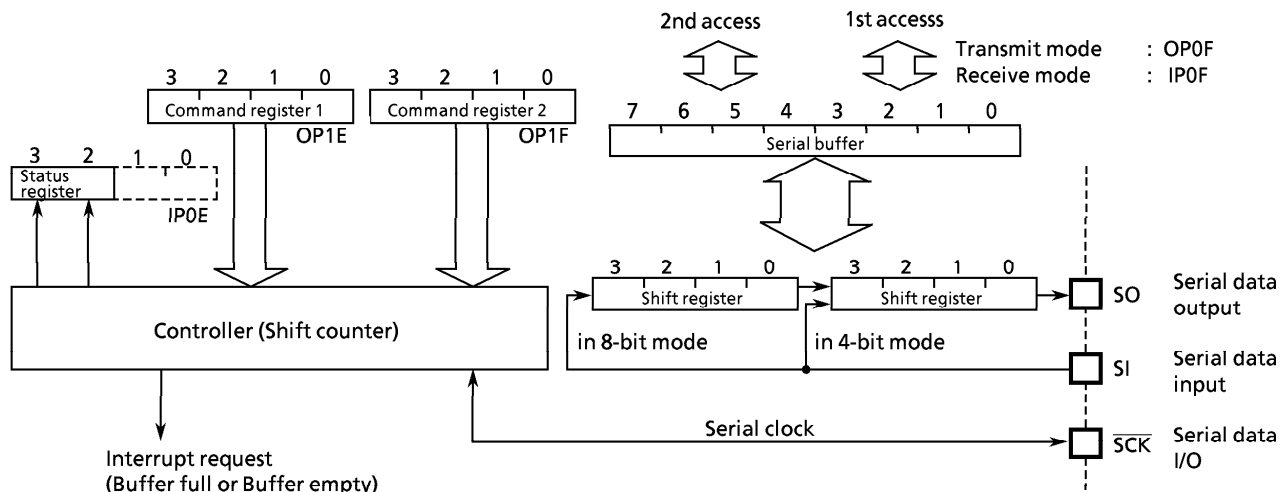 2nd access
1st accesss
Transmit mode : OP0F
Receive mode : IP0F
3 2 1 0
Command register 1
OP1E
3 2 1 0
Command register 2
OP1F
7 6 5 4 3 2 1 0
Serial buffer
3 2 1 0
Status
register
IP0E
3 2 1 0
Shift register
3 2 1 0
Shift register
SO
Serial data
output
Controller (Shift counter)
in 8-bit mode
in 4-bit mode
SI
Serial data
input
Serial clock
SCK
Serial data
I/O
Interrupt request
(Buffer full or Buffer empty)